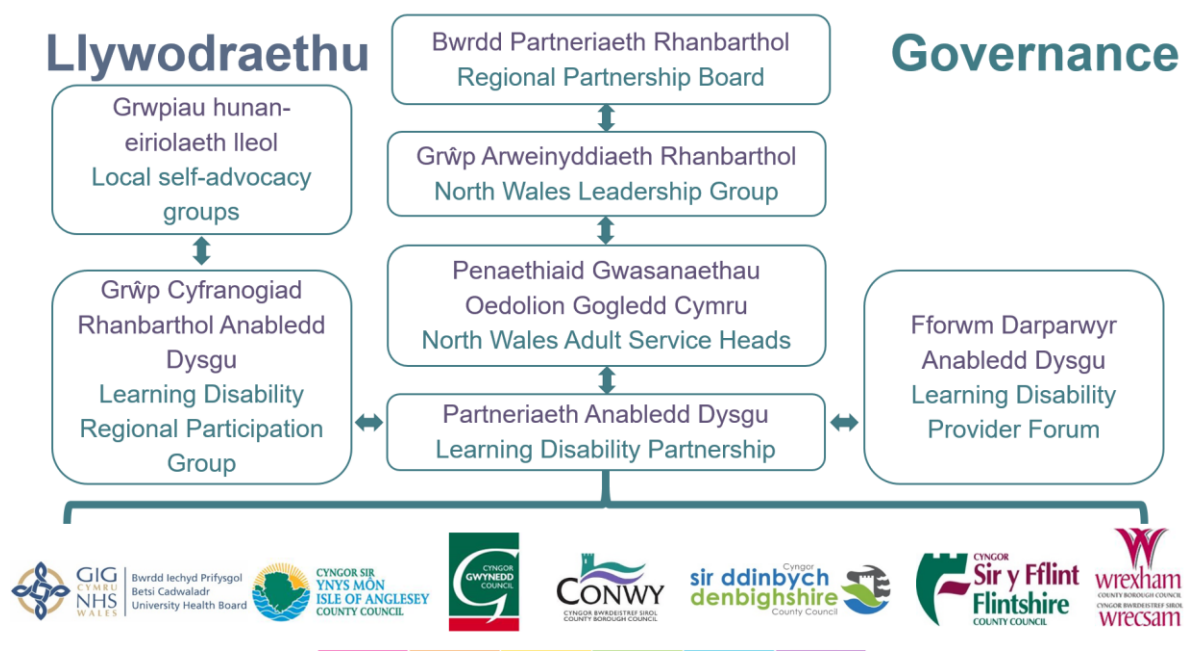 Llywodraethu
Governance
Bwrdd Partneriaeth Rhanbarthol
Regional Partnership Board
Grwpiau hunan-
eiriolaeth lleol
Local self-advocacy
groups
Grŵp Arweinyddiaeth Rhanbarthol
North Wales Leadership Group
Penaethiaid Gwasanaethau
Oedolion Gogledd Cymru
North Wales Adult Service Heads
Grŵp Cyfranogiad
Rhanbarthol Anabledd
Dysgu
Learning Disability
Regional Participation
Group
Partneriaeth Anabledd Dysgu
Learning Disability Partnership
Fforwm Darparwyr
Anabledd Dysgu
Learning Disability
Provider Forum
GIG
CYMRU
NHS
WALES
Bwrdd Iechyd Prifysgol
Betsi Cadwaladr
University Health Board
CYNGOR SIR
YNYS MÔN
ISLE OF ANGLESEY
COUNTY COUNCIL
CYNGOR
GWYNEDD
COUNCIL
CONWY
CYNGOR BWRDEISTREF SIROL
COUNTY BOROUGH COUNCIL
Cyngor
sir ddinbych
denbighshire
County Council
CYNGOR
Sir y Fflint
Flintshire
COUNTY COUNCIL
wrexham
COUNTY BOROUGH COUNCIL
CYNGOR BWRDEISTREF SIROL
wrecsam